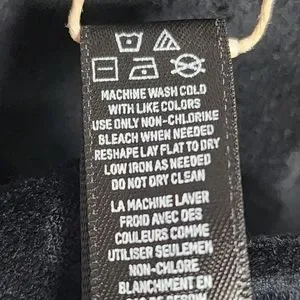 MACHINE WASH COLD
WITH LIKE COLORS
USE ONLY NON-CHLORINE
BLEACH WHEN NEEDED
RESHAPE LAY FLAT TO DRY
LOW IRON AS NEEDED
DO NOT DRY CLEAN
LA MACHINE LAVER
FROID AVEC DES
COULEURS COMME
UTILISER SEULEMEN
NON-CHLORE
BLANCHIMENT EN